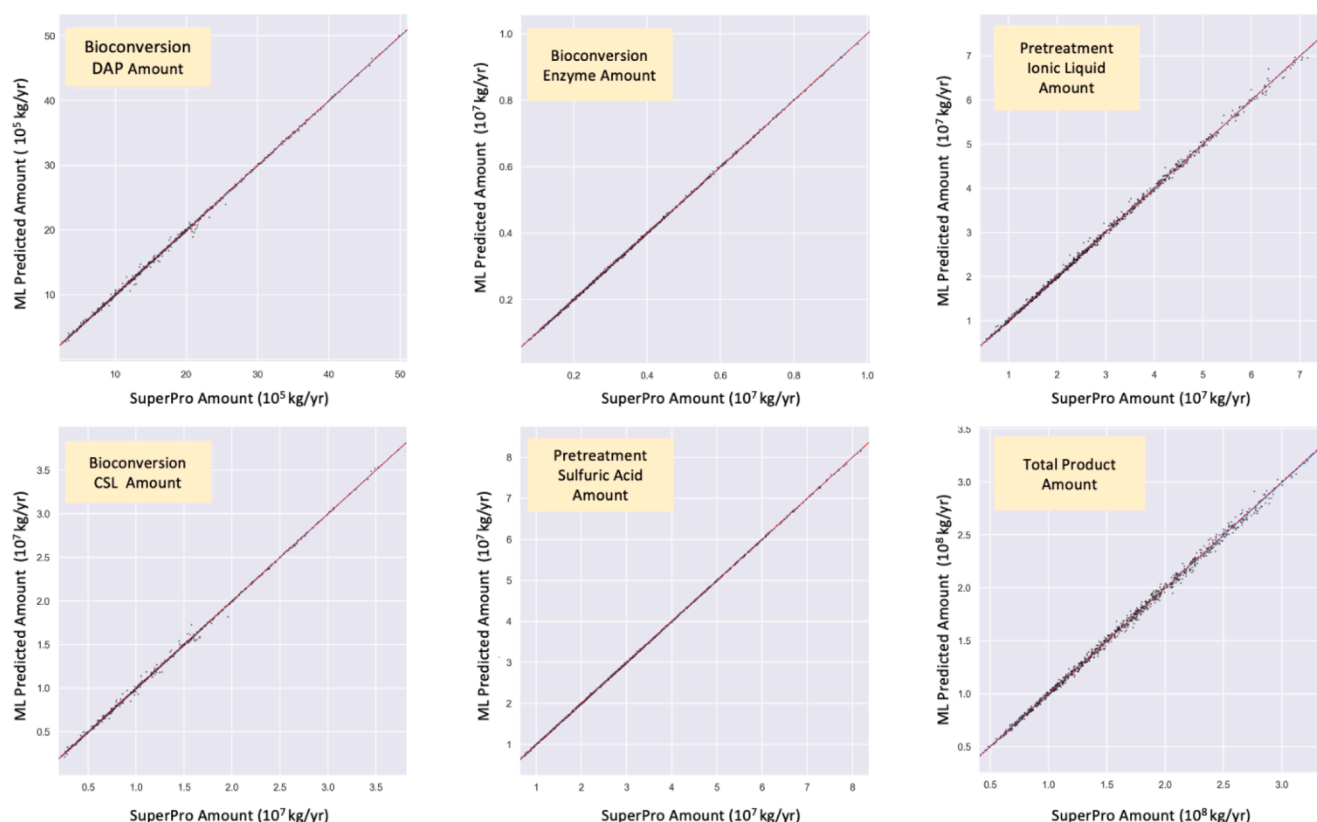 Bioconversion
DAP Amount
ML Predicted Amount ( 10⁵ kg/yr)
50
40
30
20
10
10 20 30 40 50
SuperPro Amount (10⁵ kg/yr)
Bioconversion
Enzyme Amount
ML Predicted Amount (10⁷ kg/yr)
1.0
0.8
0.6
0.4
0.2
0.2 0.4 0.6 0.8 1.0
SuperPro Amount (10⁷ kg/yr)
Pretreatment
Ionic Liquid
Amount
ML Predicted Amount (10⁷ kg/yr)
7
6
5
4
3
2
1
1 2 3 4 5 6 7
SuperPro Amount (10⁷ kg/yr)
Bioconversion
CSL Amount
ML Predicted Amount (10⁷ kg/yr)
3.5
3.0
2.5
2.0
1.5
1.0
0.5
0.5 1.0 1.5 2.0 2.5 3.0 3.5
SuperPro Amount (10⁷ kg/yr)
Pretreatment
Sulfuric Acid
Amount
ML Predicted Amount (10⁷ kg/yr)
8
7
6
5
4
3
2
1
1 2 3 4 5 6 7 8
SuperPro Amount (10⁷ kg/yr)
Total Product
Amount
ML Predicted Amount (10⁸ kg/yr)
3.5
3.0
2.5
2.0
1.5
1.0
0.5
0.5 1.0 1.5 2.0 2.5 3.0
SuperPro Amount (10⁸ kg/yr)